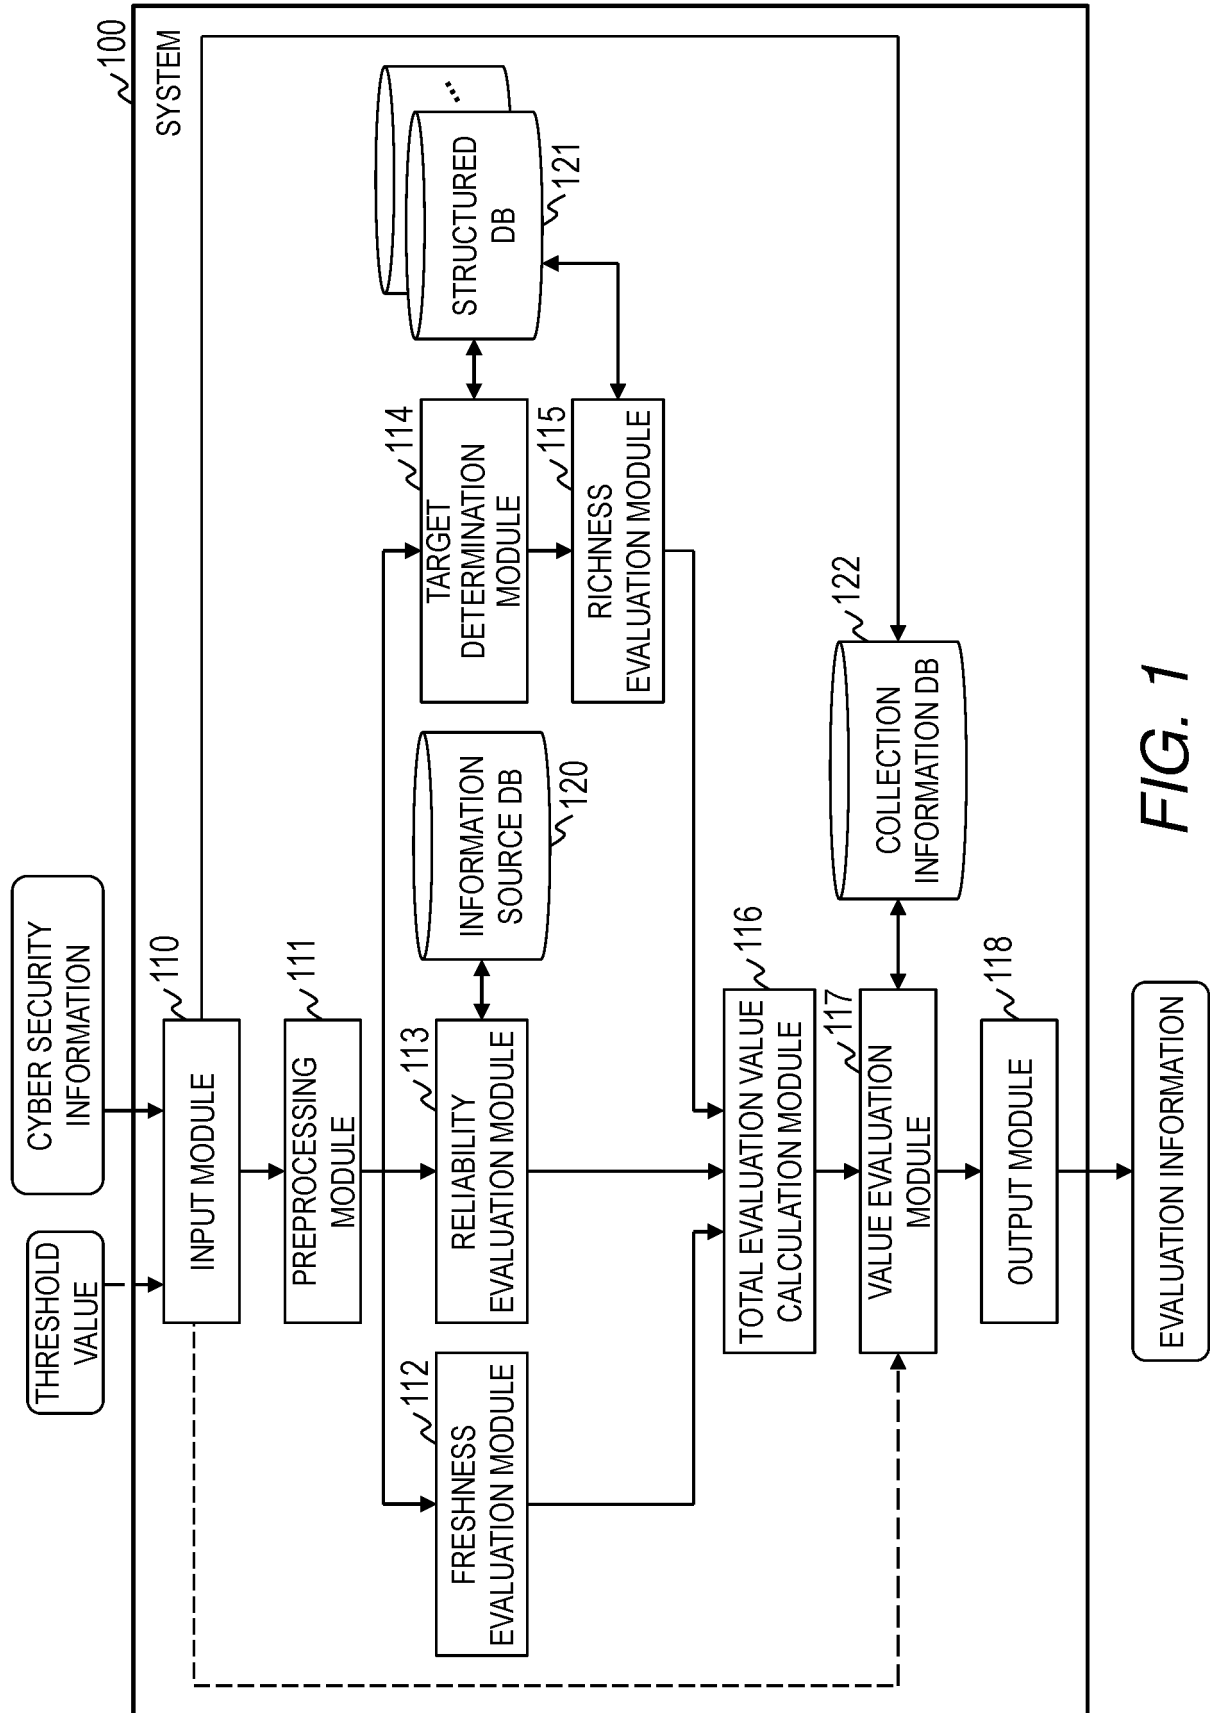 100
SYSTEM
THRESHOLD
VALUE
CYBER SECURITY
INFORMATION
110
INPUT MODULE
111
PREPROCESSING
MODULE
112
FRESHNESS
EVALUATION MODULE
113
RELIABILITY
EVALUATION MODULE
INFORMATION
SOURCE DB
120
114
TARGET
DETERMINATION
MODULE
STRUCTURED
DB
121
...
115
RICHNESS
EVALUATION MODULE
116
TOTAL EVALUATION VALUE
CALCULATION MODULE
117
VALUE EVALUATION
MODULE
122
COLLECTION
INFORMATION DB
118
OUTPUT MODULE
EVALUATION INFORMATION
FIG. 1